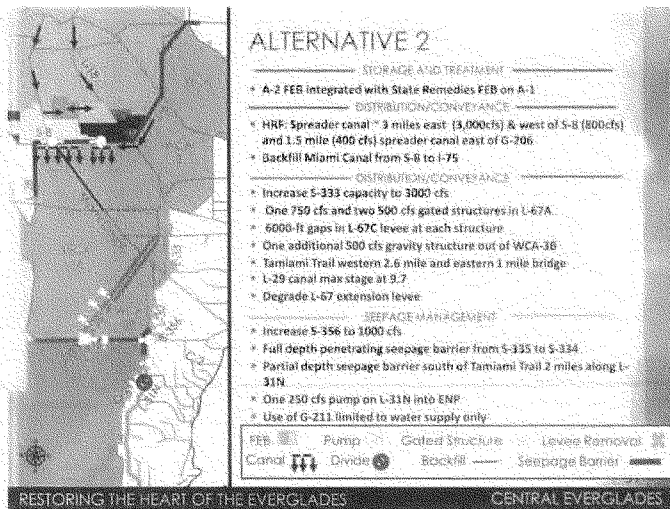 ALTERNATIVE 2
STORAGE AND TREATMENT
* A-2 FEB integrated with State Remedies FEB on A-1
DISTRIBUTION/CONVEYANCE
* HRF: Spreader canal ~ 3 miles east (3,000cfs) & west of S-8 (800cfs)
and 1.5 mile (400 cfs) spreader canal east of G-206
* Backfill Miami Canal from S-8 to I-75
DISTRIBUTION/CONVEYANCE
* Increase S-333 capacity to 3000 cfs
* One 750 cfs and two 500 cfs gated structures in L-67A
* 6000-ft gaps in L-67C levee at each structure
* One additional 500 cfs gravity structure out of WCA-3B
* Tamiami Trail western 2.6 mile and eastern 1 mile bridge
* L-29 canal max stage at 9.7
* Degrade L-67 extension levee
SEEPAGE MANAGEMENT
* Increase S-356 to 1000 cfs
* Full depth penetrating seepage barrier from S-335 to S-334
* Partial depth seepage barrier south of Tamiami Trail 2 miles along L-
31N
* One 250 cfs pump on L-31N into ENP
* Use of G-211 limited to water supply only
FEB Pump Gated Structure Levee Removal
Canal Divide Backfill Seepage Barrier
S-8
RESTORING THE HEART OF THE EVERGLADES CENTRAL EVERGLADES